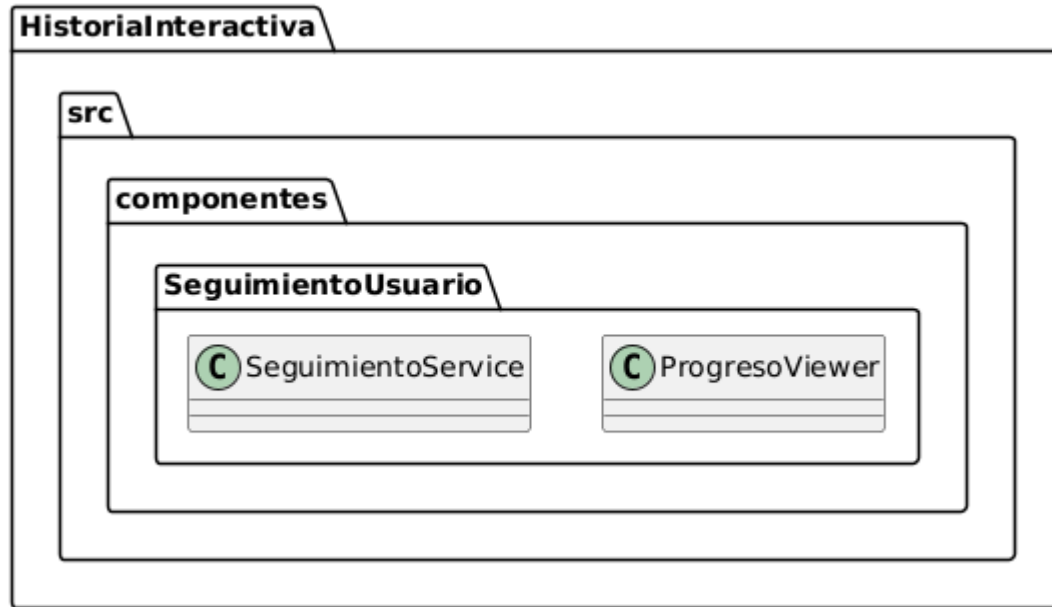 HistoriaInteractiva
src
componentes
SeguimientoUsuario
C SeguimientoService
C ProgresoViewer